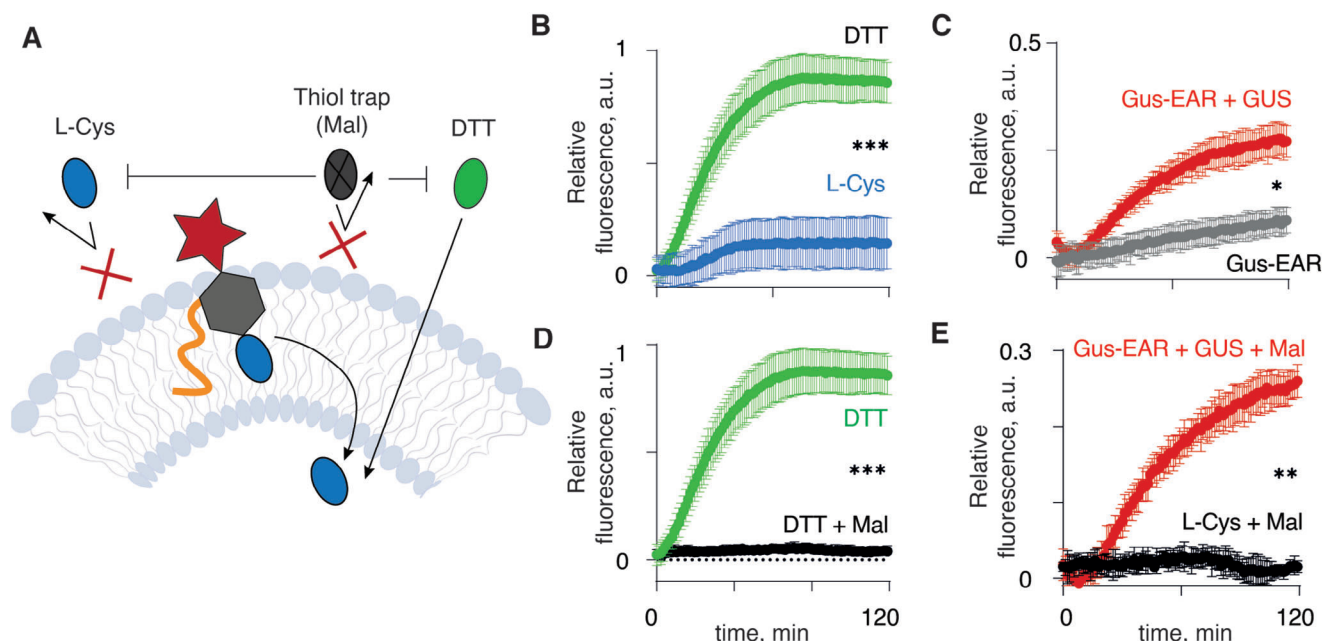 A
L-Cys
Thiol trap
(Mal)
DTT
B
Relative
fluorescence, a.u.
1
0
DTT
***
L-Cys
C
Relative
fluorescence, a.u.
0.5
0
Gus-EAR + GUS
*
Gus-EAR
D
Relative
fluorescence, a.u.
1
0
DTT
***
DTT + Mal
0
120
time, min
E
Relative
fluorescence, a.u.
0.3
0
Gus-EAR + GUS + Mal
**
L-Cys + Mal
0
120
time, min